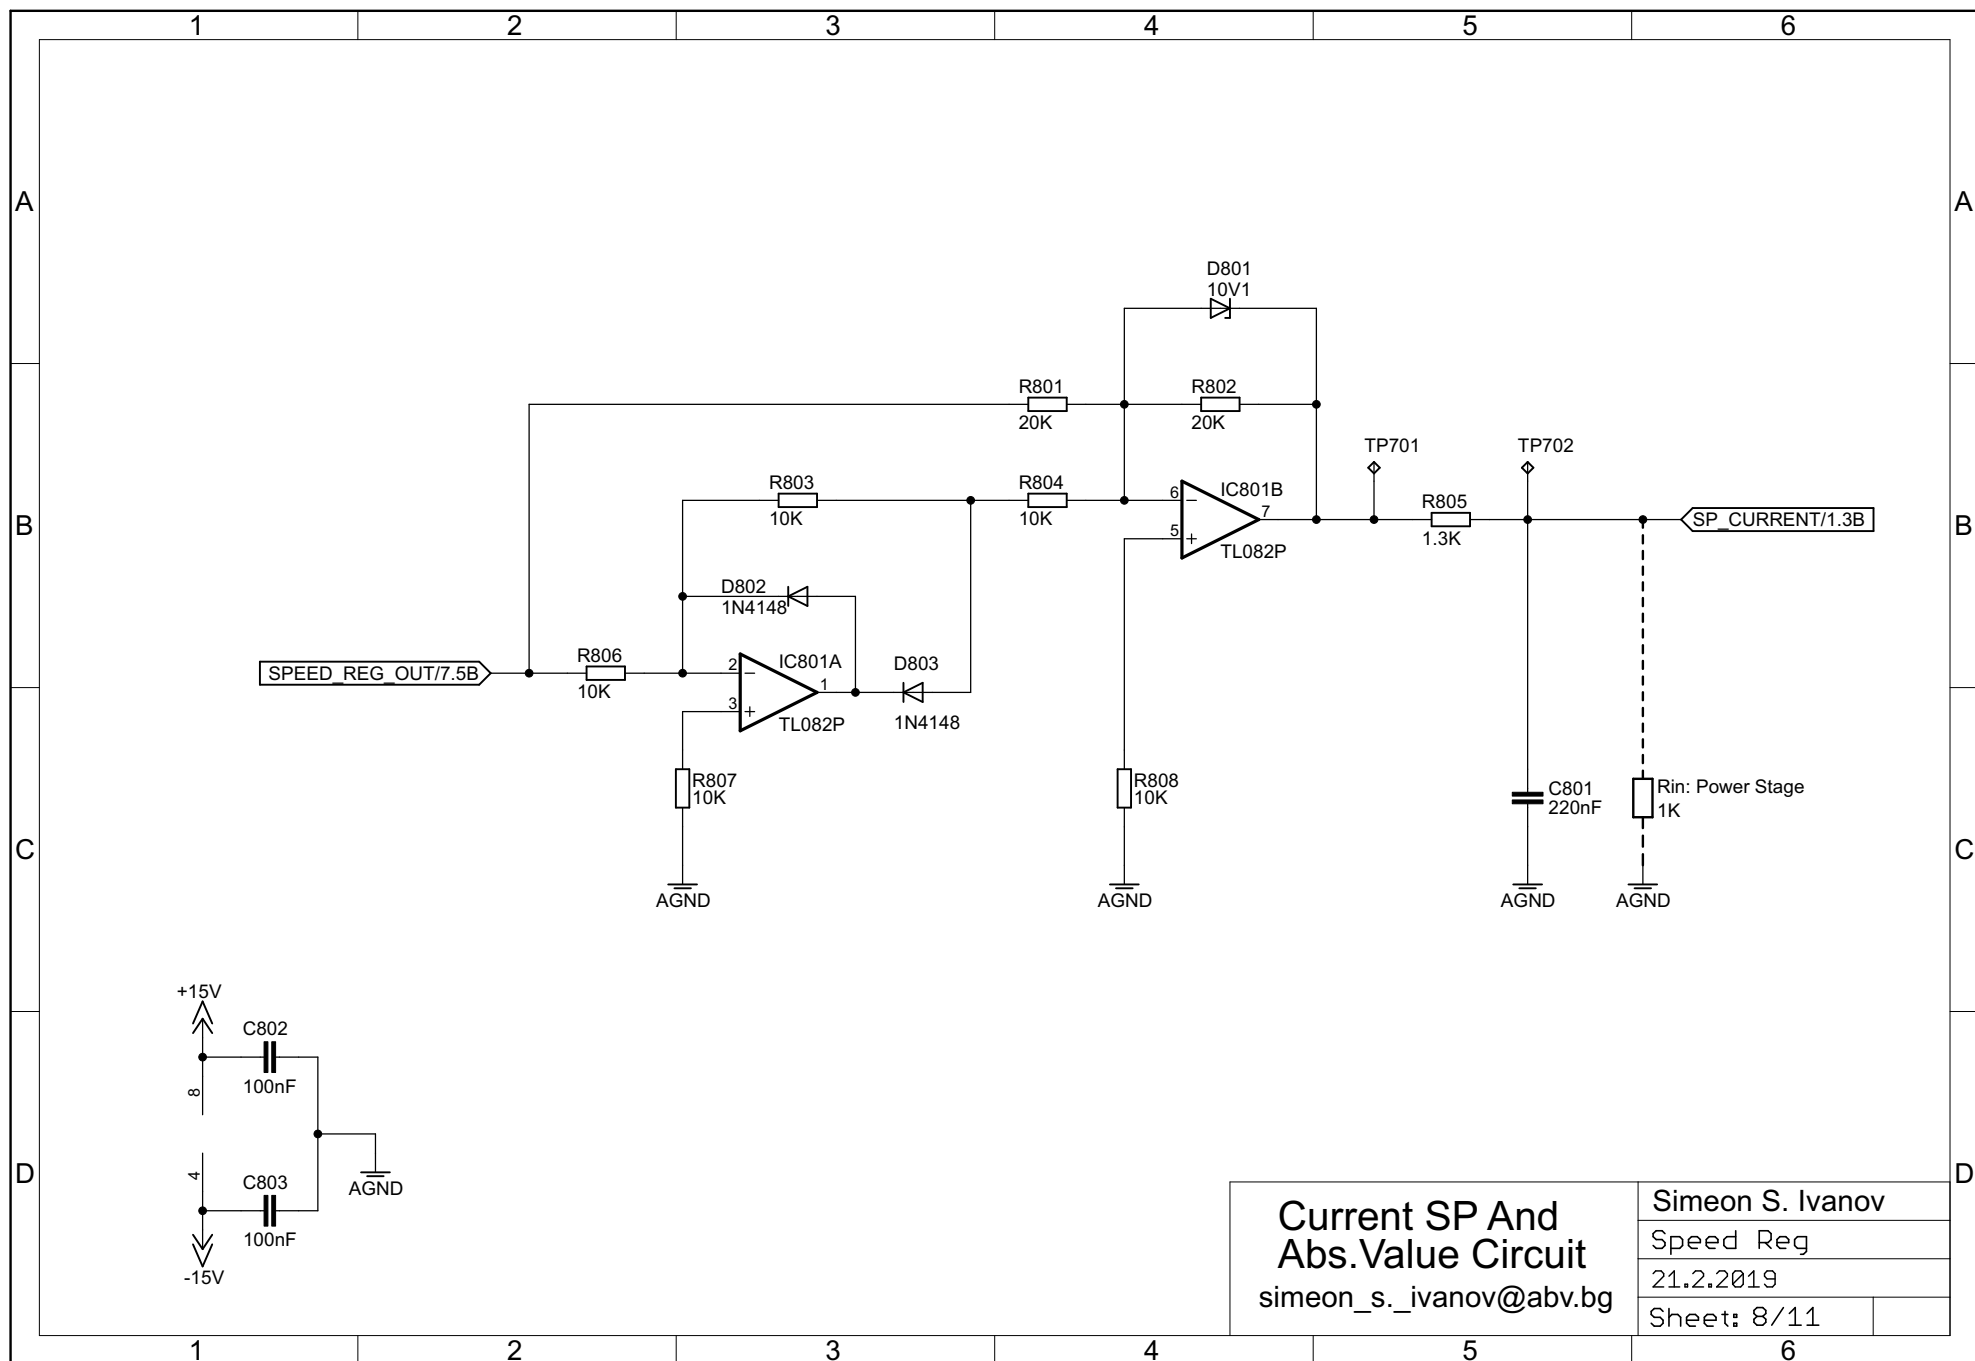 1 2 3 4 5 6
A A
D801
10V1
R801 R802
20K 20K
TP701 TP702
R803 R804
10K 10K
6 IC801B
7
5
TL082P
R805
1.3K
SP_CURRENT/1.3B
B B
D802
1N4148
SPEED_REG_OUT/7.5B
R806
10K
2 IC801A
1
3
TL082P
D803
1N4148
R807
10K
R808
10K
C801
220nF
Rin: Power Stage
1K
C C
AGND AGND AGND AGND
+15V
C802
100nF
8
4
C803
100nF
-15V
AGND
D D
Current SP And
Abs.Value Circuit
simeon_s._ivanov@abv.bg
Simeon S. Ivanov
Speed Reg
21.2.2019
Sheet: 8/11
1 2 3 4 5 6